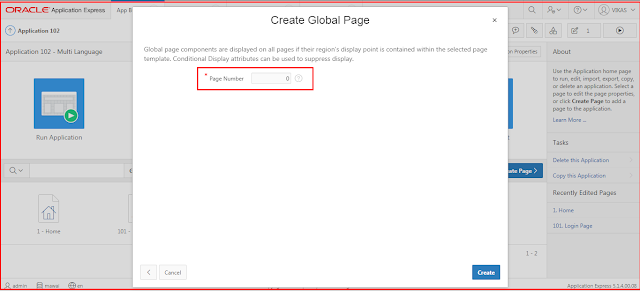 ORACLE Application Express App B
VIKAS
Application 102
1
Application 102 - Multi Language
Properties
Create Global Page
Global page components are displayed on all pages if their region's display point is contained within the selected page
template. Conditional Display attributes can be used to suppress display.
* Page Number 0
Run Application
1 - Home
101 -
Cancel
Create
ate Page
1 - 2
About
Use the Application home page
to run, edit, import, export, copy,
or delete an application. Select a
page to edit the page properties,
or click Create Page to add a
page to the application.
Learn More ...
Tasks
Delete this Application
Copy this Application
Recently Edited Pages
1. Home
101. Login Page
admin mawai en
Application Express 5.1.4.00.08